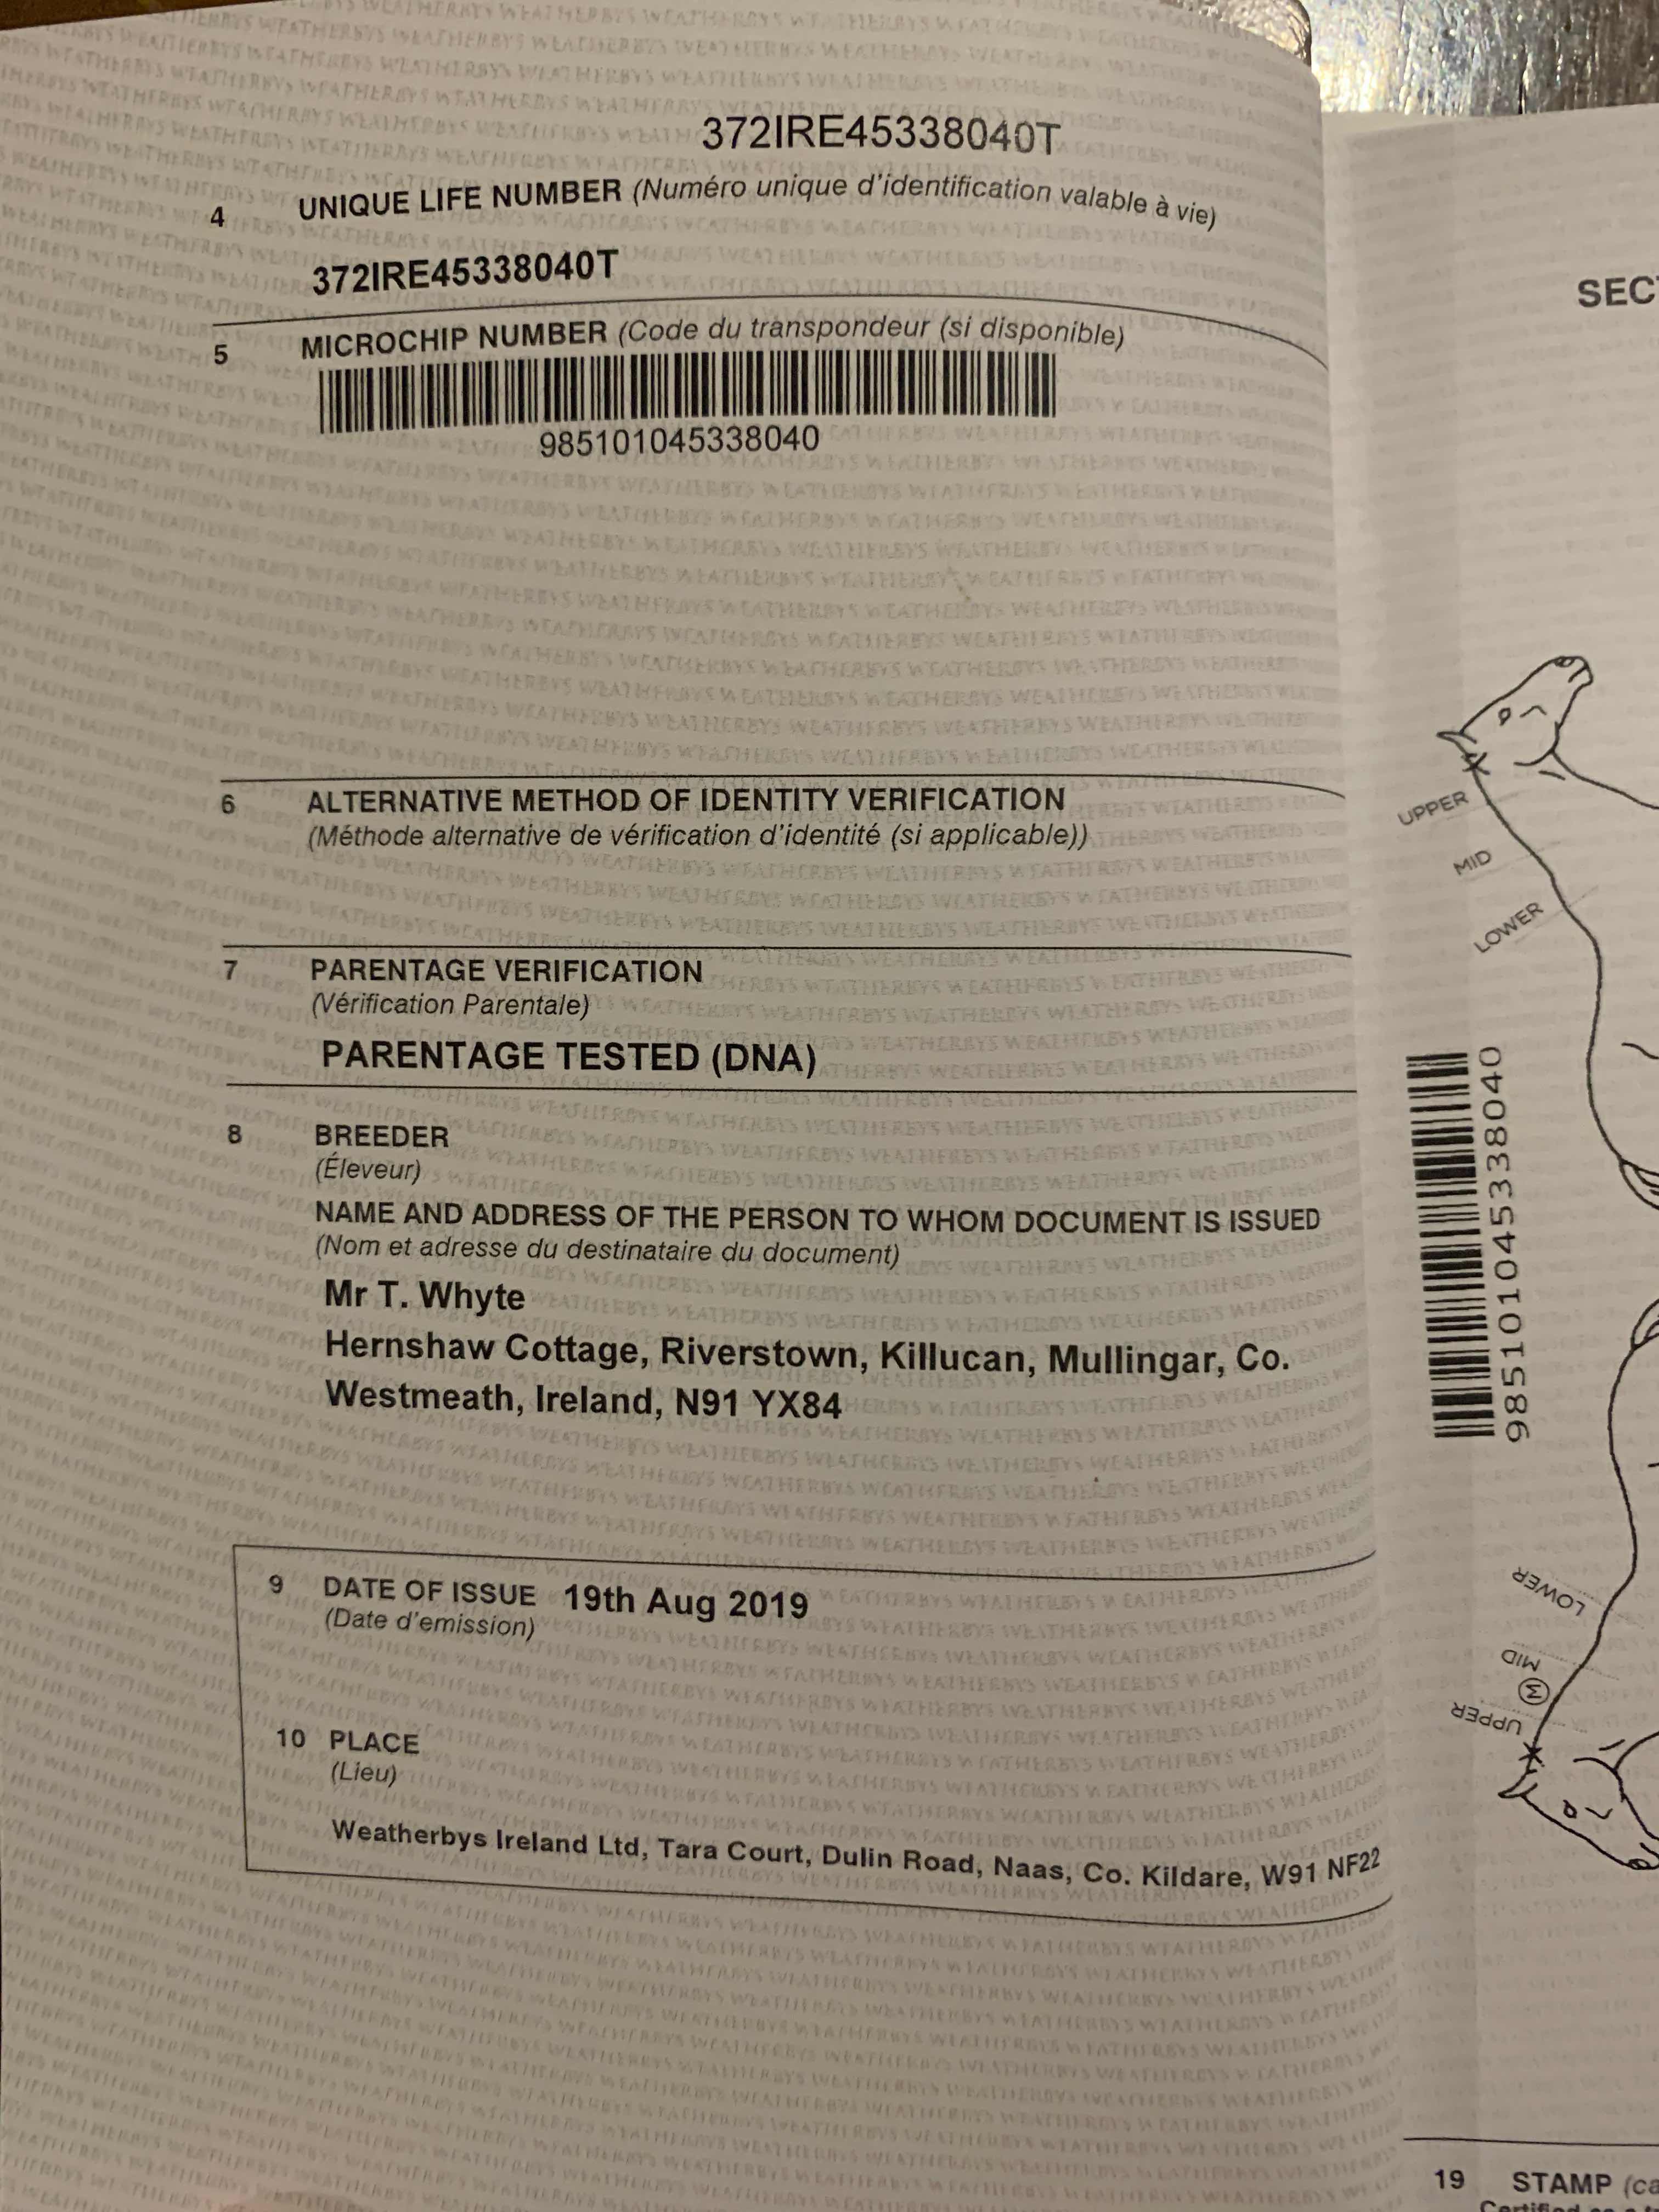 372IRE45338040T
4 UNIQUE LIFE NUMBER (Numéro unique d'identification valable à vie)
372IRE45338040T
5 MICROCHIP NUMBER (Code du transpondeur (si disponible)
985101045338040
6 ALTERNATIVE METHOD OF IDENTITY VERIFICATION
(Méthode alternative de vérification d'identité (si applicable))
7 PARENTAGE VERIFICATION
(Vérification Parentale)
PARENTAGE TESTED (DNA)
8 BREEDER
(Éleveur)
NAME AND ADDRESS OF THE PERSON TO WHOM DOCUMENT IS ISSUED
(Nom et adresse du destinataire du document)
Mr T. Whyte
Hernshaw Cottage, Riverstown, Killucan, Mullingar, Co.
Westmeath, Ireland, N91 YX84
9 DATE OF ISSUE 19th Aug 2019
(Date d'emission)
10 PLACE
(Lieu)
Weatherbys Ireland Ltd, Tara Court, Dulin Road, Naas, Co. Kildare, W91 NF22
SEC
UPPER
MID
LOWER
985101045338040
LOWER
MID
M
UPPER
19 STAMP (ca
Certified as a